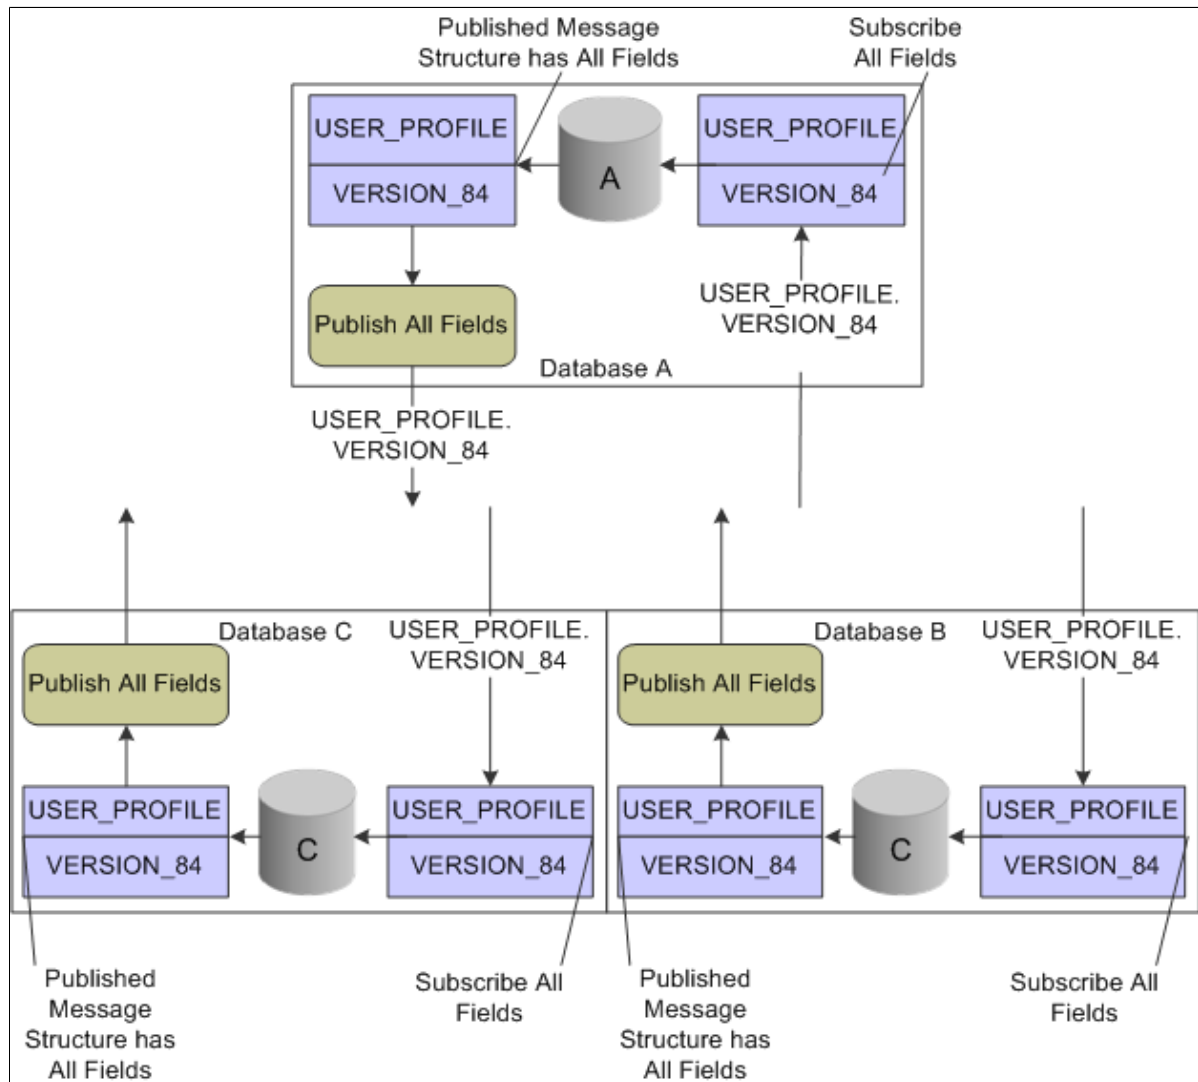 Published Message
Structure has All Fields
Subscribe
All Fields
USER_PROFILE
VERSION_84
A
USER_PROFILE
VERSION_84
Publish All Fields
USER_PROFILE.
VERSION_84
Database A
USER_PROFILE.
VERSION_84
Database C
USER_PROFILE.
VERSION_84
Publish All Fields
USER_PROFILE
VERSION_84
C
USER_PROFILE
VERSION_84
Database B
USER_PROFILE.
VERSION_84
Publish All Fields
USER_PROFILE
VERSION_84
C
USER_PROFILE
VERSION_84
Published
Message
Structure has
All Fields
Subscribe All
Fields
Published
Message
Structure has
All Fields
Subscribe All
Fields